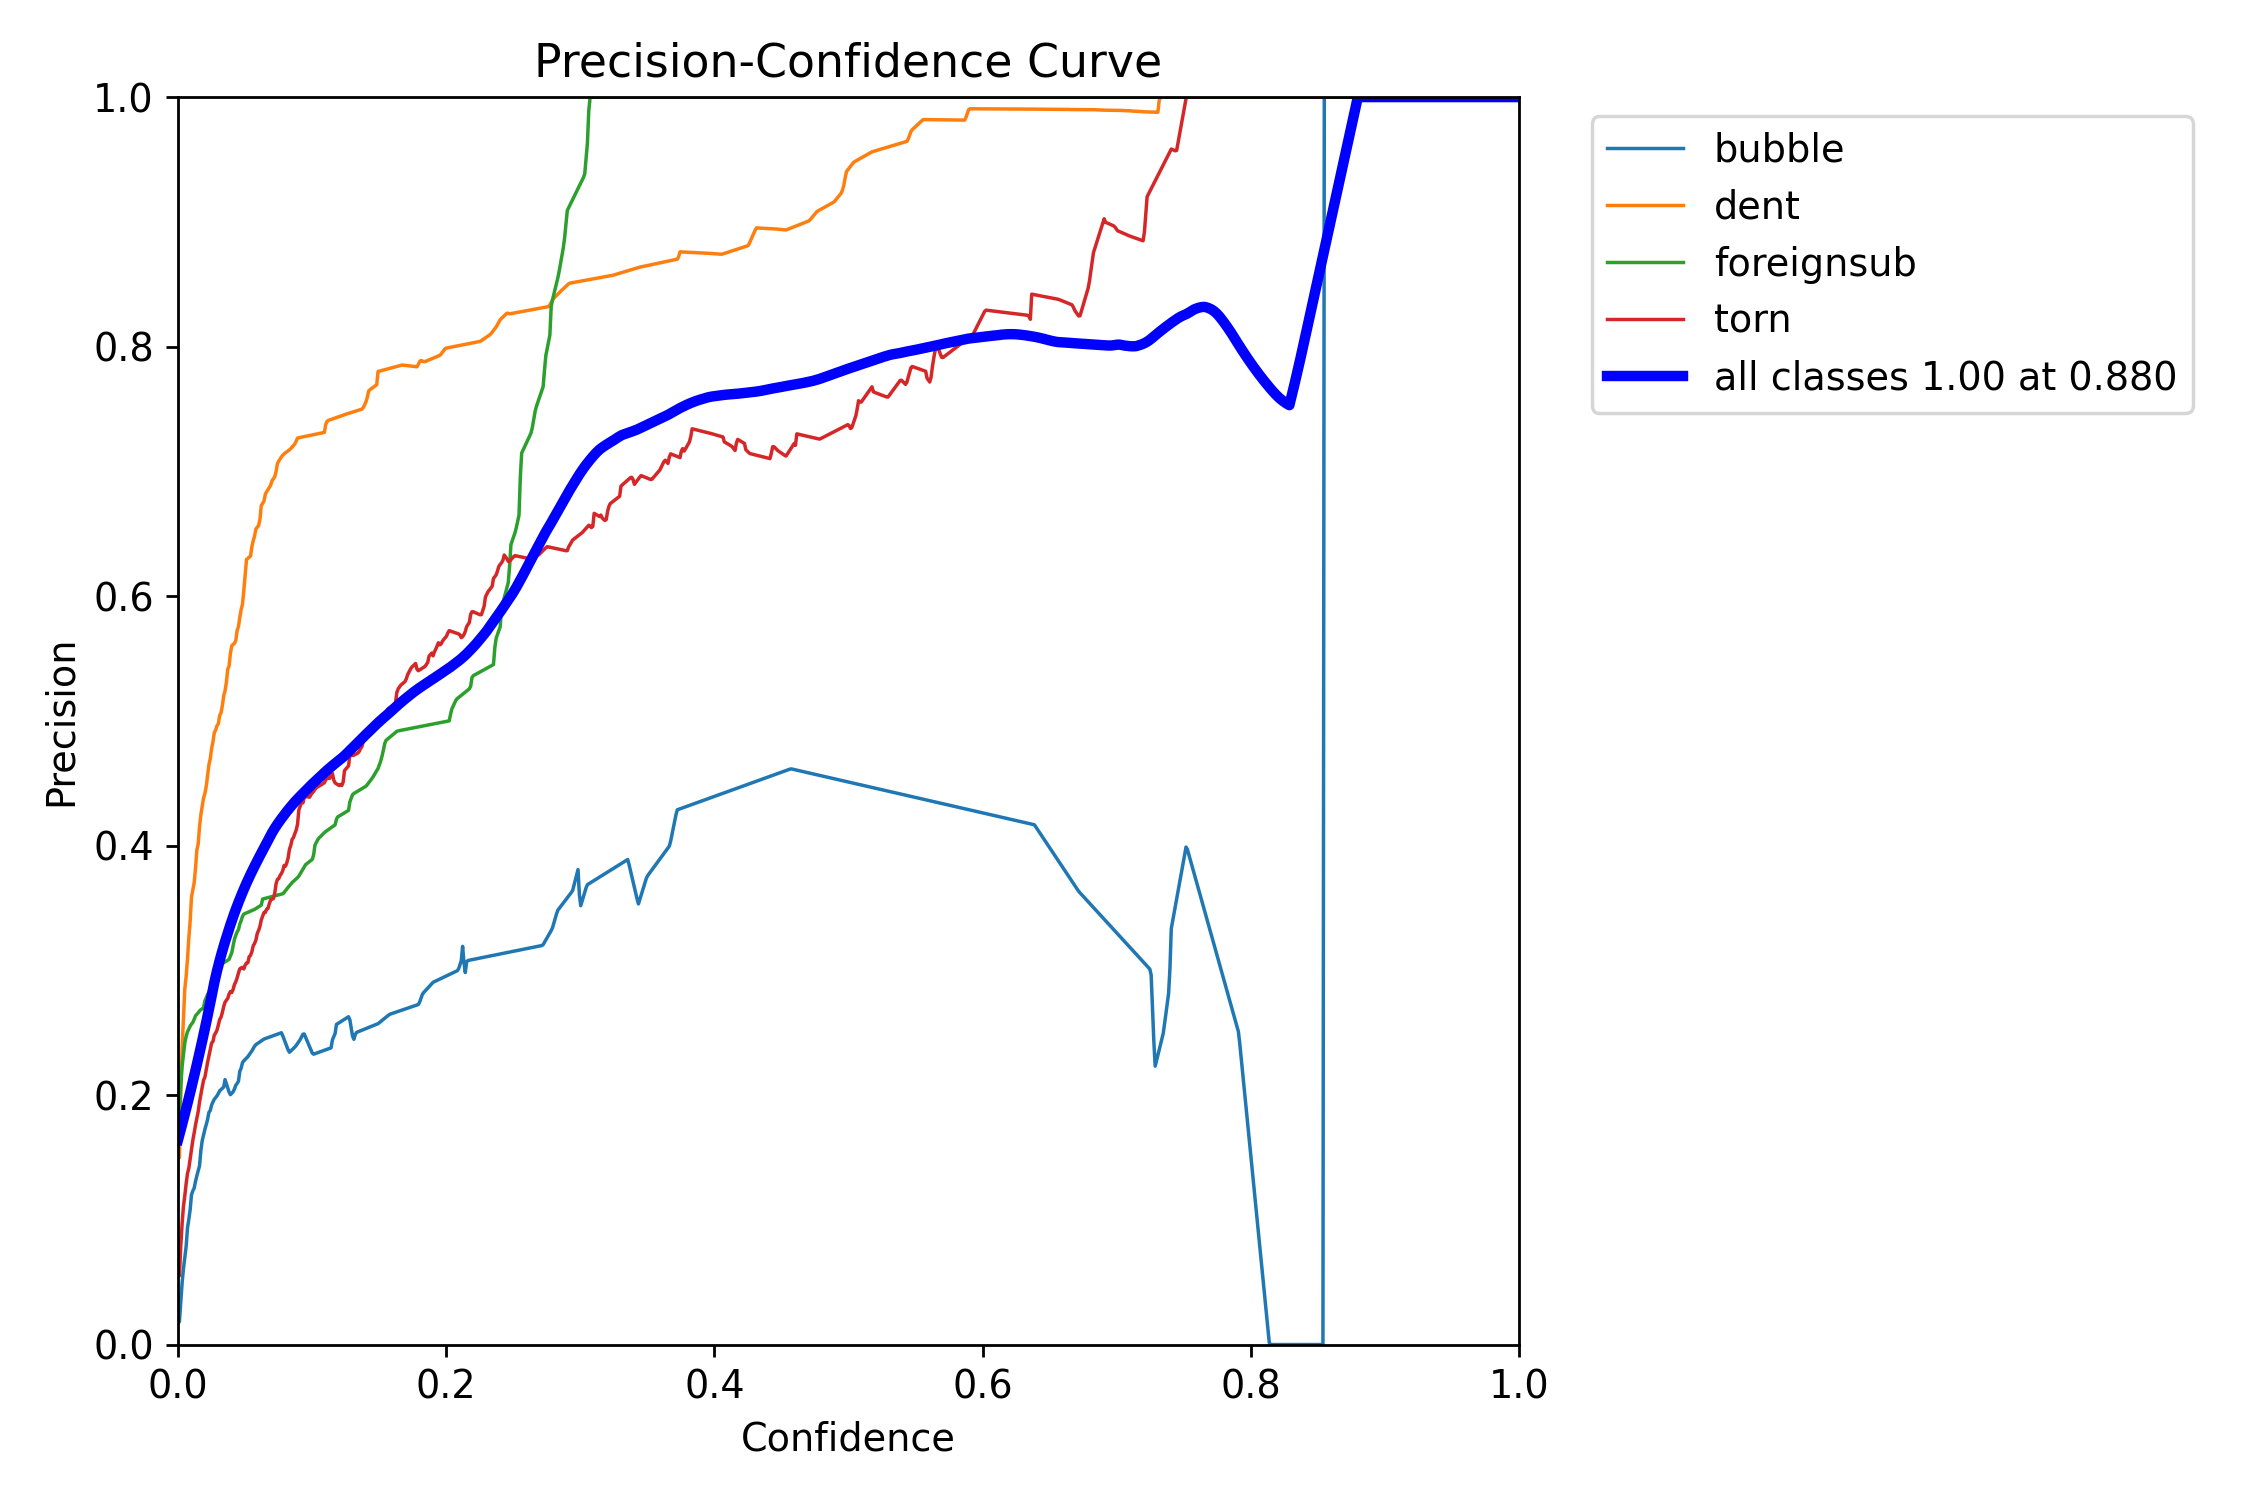 Precision-Confidence Curve
1.0
0.8
0.6
0.4
0.2
0.0
Precision
0.0 0.2 0.4 0.6 0.8 1.0
Confidence
bubble
dent
foreignsub
torn
all classes 1.00 at 0.880